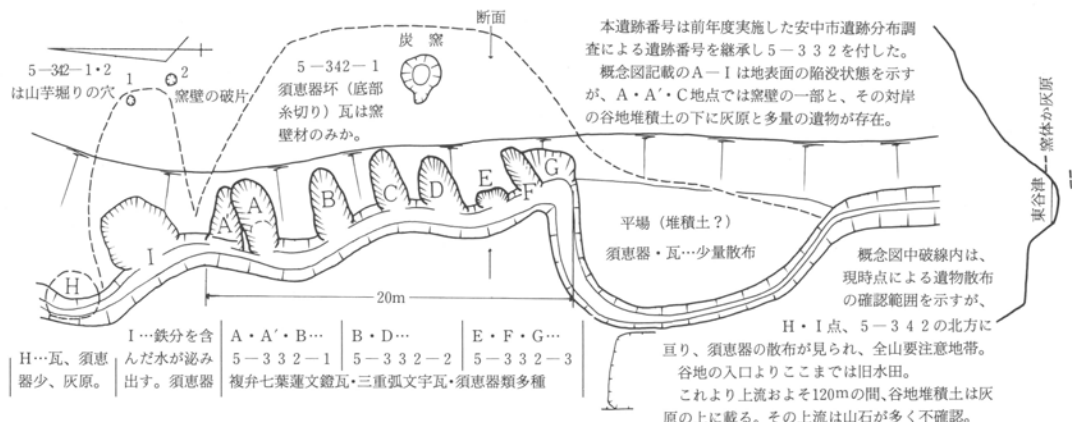 断面
炭窯
5−342−1・2
は山芋堀りの穴
1
2
窯壁の破片
5−342−1
須恵器坏（底部
糸切り）瓦は窯
壁材のみか。
本遺跡番号は前年度実施した安中市遺跡分布調
査による遺跡番号を継承し5−332を付した。
概念図記載のA−Iは地表面の陥没状態を示す
が、A・A′・C地点では窯壁の一部と、その対岸
の谷地堆積土の下に灰原と多量の遺物が存在。
窯体か灰原
東谷津
A
A
B
C
D
E
F
G
H
I
平場（堆積土？）
須恵器・瓦…少量散布
20m
概念図中破線内は、
現時点による遺物散布
の確認範囲を示すが、
H・I点、5−342の北方に
亘り、須恵器の散布が見られ、全山要注意地帯。
谷地の入口よりここまでは旧水田。
これより上流およそ120mの間、谷地堆積土は灰
原の上に載る。その上流は山石が多く不確認。
H…瓦、須恵
器少、灰原。
I…鉄分を含
んだ水が泌み
出す。須恵器
A・A′・B…
5−332−1
B・D…
5−332−2
E・F・G…
5−332−3
複弁七葉蓮文鐙瓦・三重弧文宇瓦・須恵器類多種